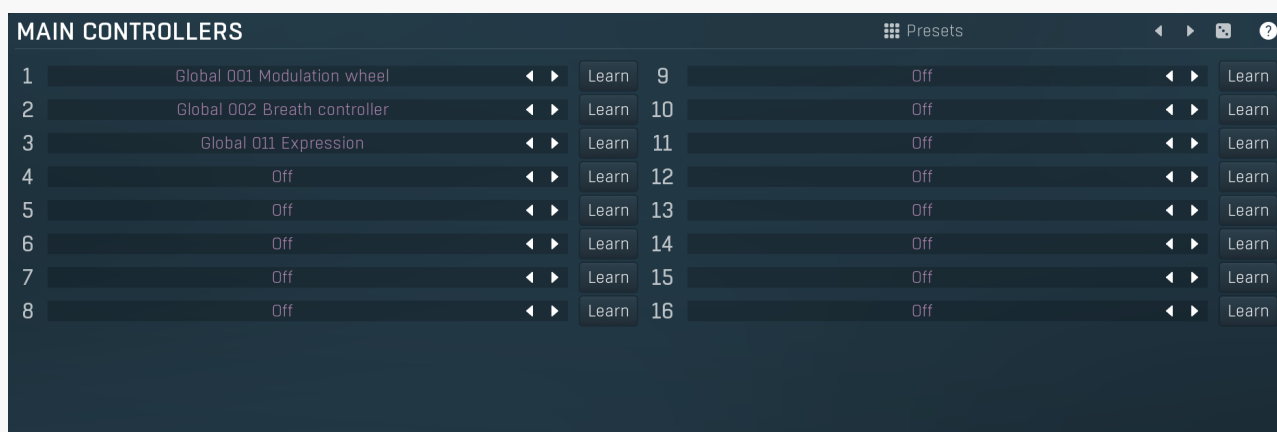 MAIN CONTROLLERS Presets ?
1 Global 001 Modulation wheel Learn 9 Off Learn
2 Global 002 Breath controller Learn 10 Off Learn
3 Global 011 Expression Learn 11 Off Learn
4 Off Learn 12 Off Learn
5 Off Learn 13 Off Learn
6 Off Learn 14 Off Learn
7 Off Learn 15 Off Learn
8 Off Learn 16 Off Learn